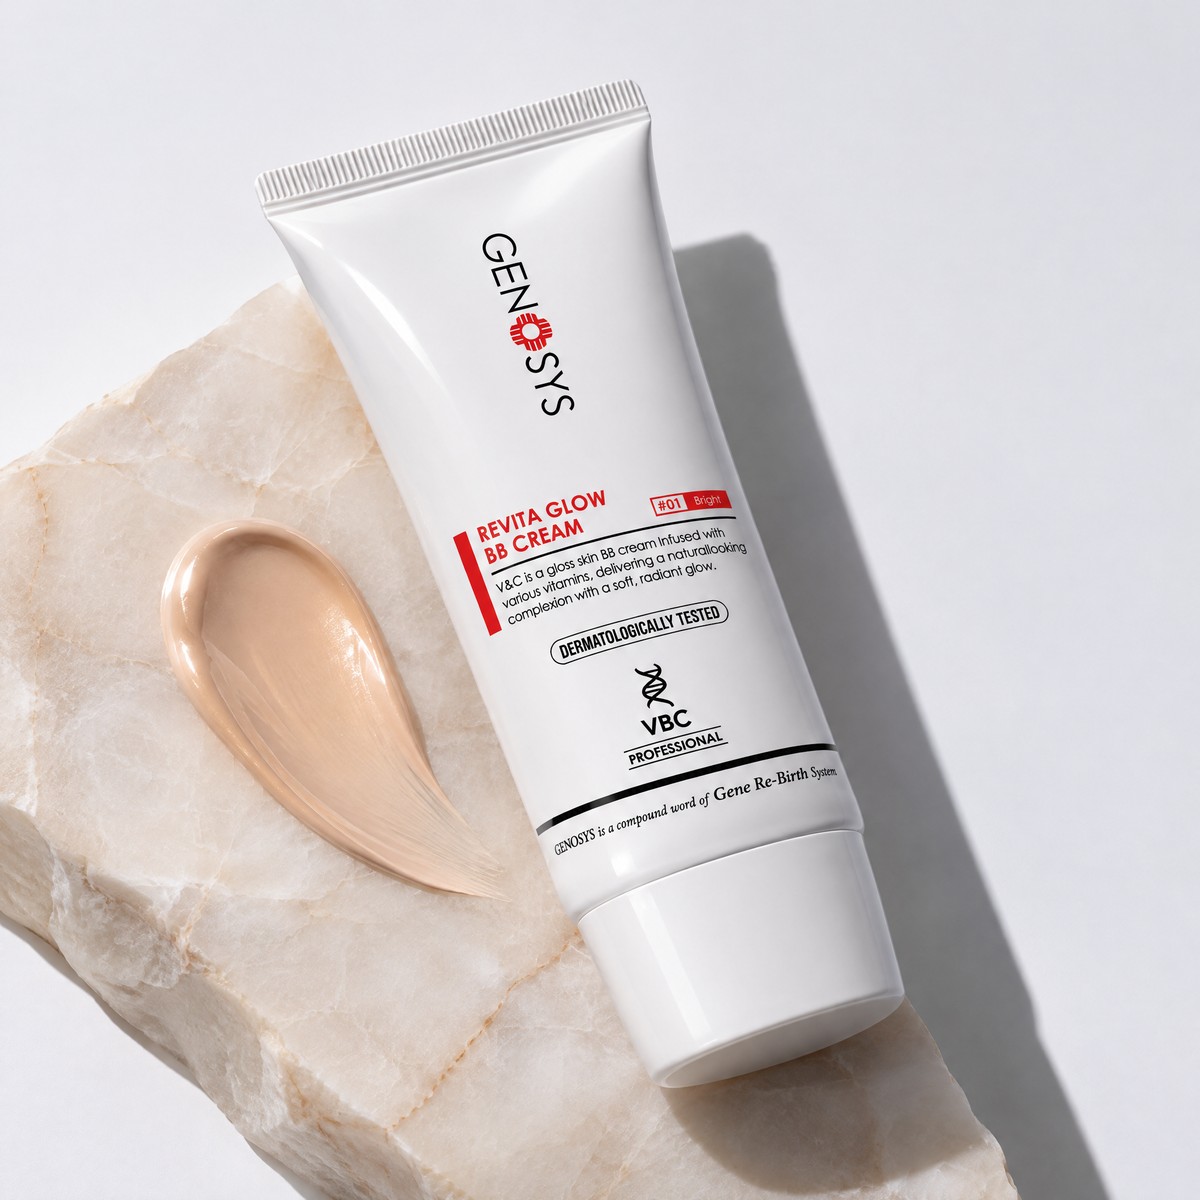 GENOSYS
REVITA GLOW
BB CREAM
#01 Bright
V&C is a gloss skin BB cream Infused with
various vitamins, delivering a naturallooking
complexion with a soft, radiant glow.
DERMATOLOGICALLY TESTED
VBC
PROFESSIONAL
GENOSYS is a compound word of Gene Re-Birth System.